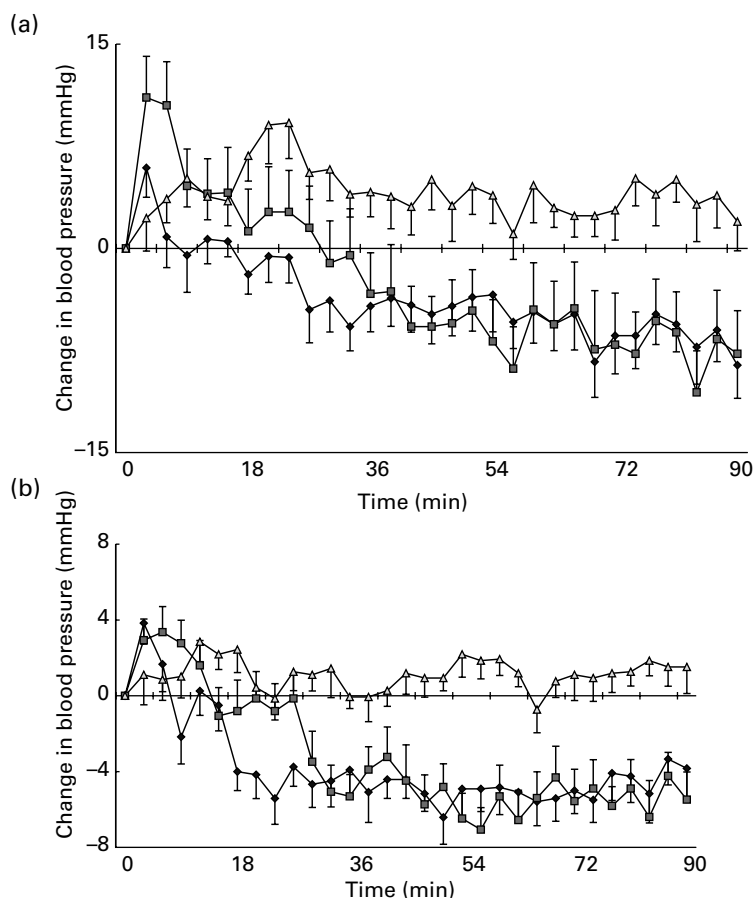 (a)
15
0
−15
Change in blood pressure (mmHg)
0 18 36 54 72 90
Time (min)
(b)
8
4
0
−4
−8
Change in blood pressure (mmHg)
0 18 36 54 72 90
Time (min)